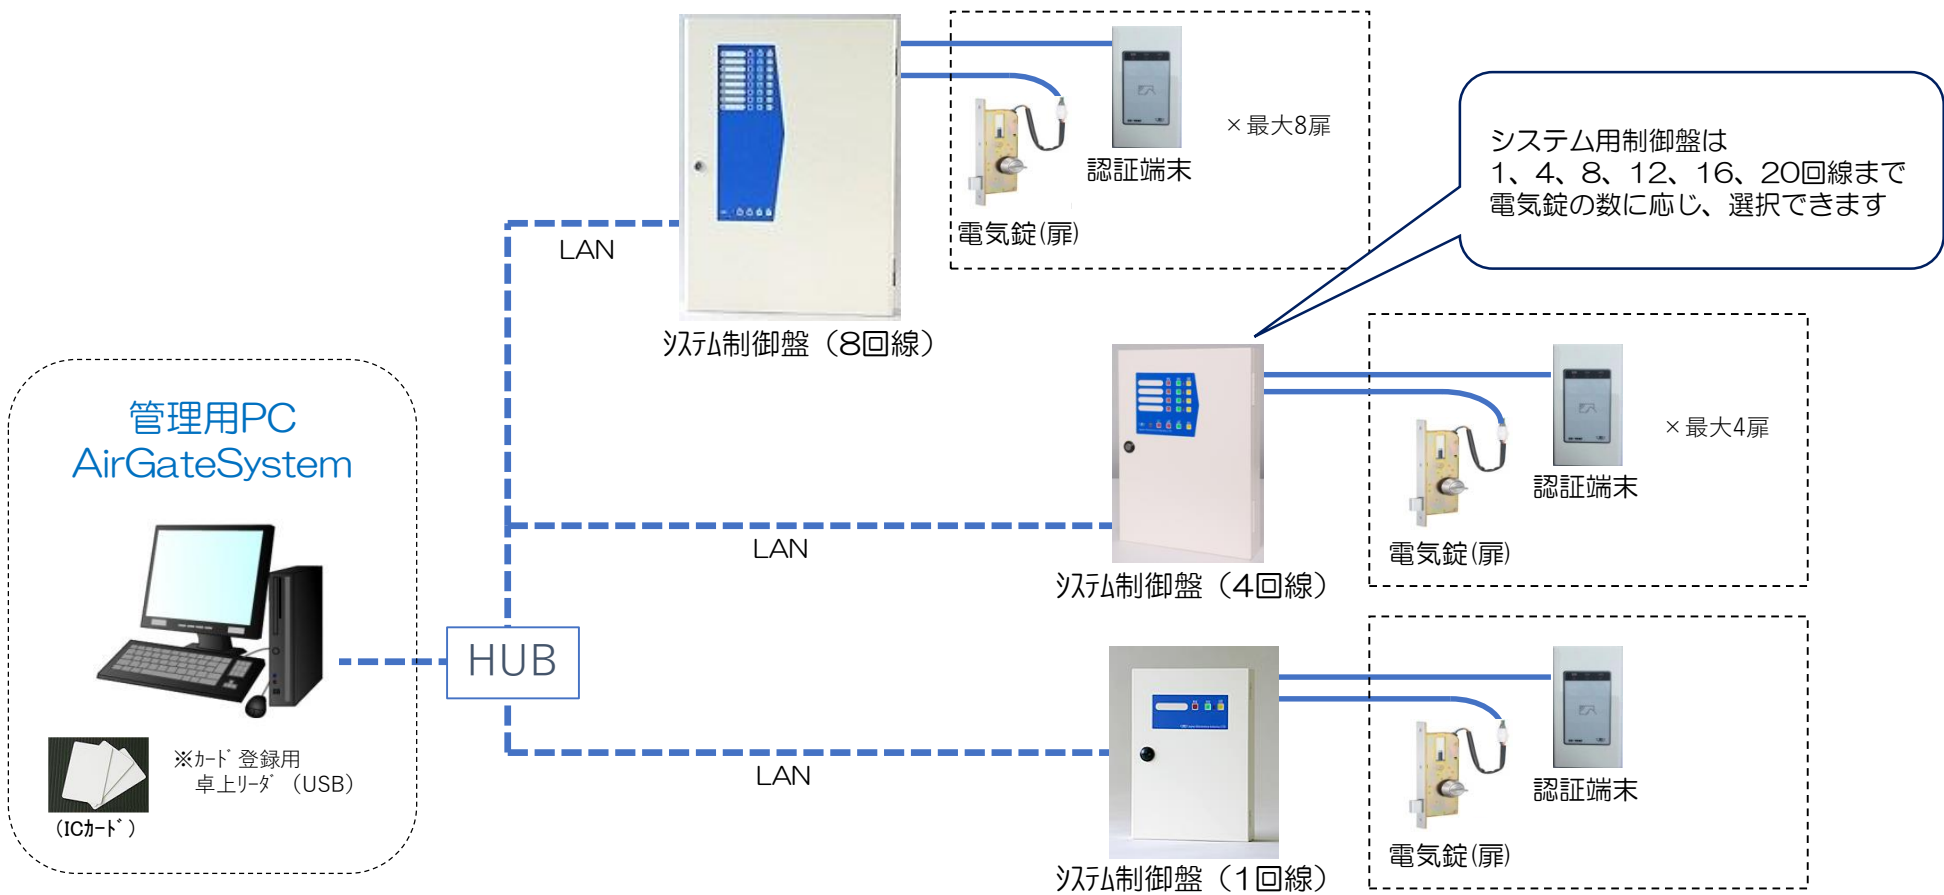 ×最大8扉
認証端末
電気錠(扉)
LAN
システム制御盤（8回線）
システム用制御盤は
1、4、8、12、16、20回線まで
電気錠の数に応じ、選択できます
管理用PC
AirGateSystem
×最大4扉
認証端末
電気錠(扉)
LAN
システム制御盤（4回線）
HUB
※カード登録用
卓上リーダ（USB）
(ICカード)
LAN
認証端末
電気錠(扉)
システム制御盤（1回線）